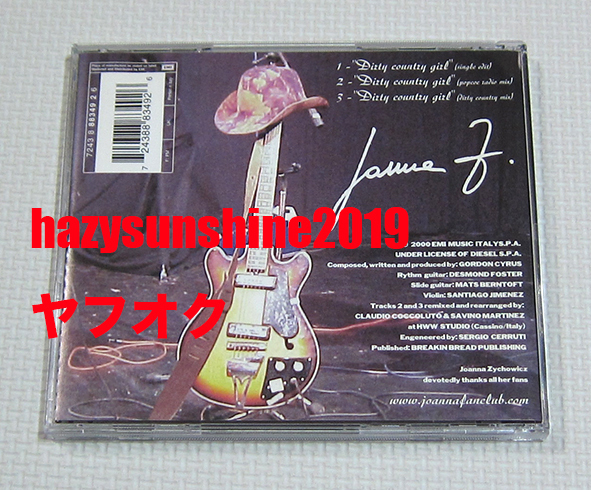 1 - "Dirty country girl" (single edit)
2 - "Dirty country girl" (popcoc radio mix)
3 - "Dirty country girl" (dirty country mix)
7243 8 88349 2 6
7 24388 83492 6
Joanna Z.
hazysunshine2019
ヤフオク
2000 EMI MUSIC ITALY S.P.A.
UNDER LICENSE OF DIESEL S.P.A.
Composed, written and produced by: GORDON CYRUS
Rythm guitar: DESMOND FOSTER
Slide guitar: MATS BERNTOFT
Violin: SANTIAGO JIMENEZ
Tracks 2 and 3 remixed and rearranged by:
CLAUDIO COCCOLUTO & SAVINO MARTINEZ
at HWW STUDIO (Cassino/Italy)
Engeneered by: SERGIO CERRUTI
Published: BREAKIN BREAD PUBLISHING
Joanna Zychowicz
devotedly thanks all her fans
www.joannafanclub.com